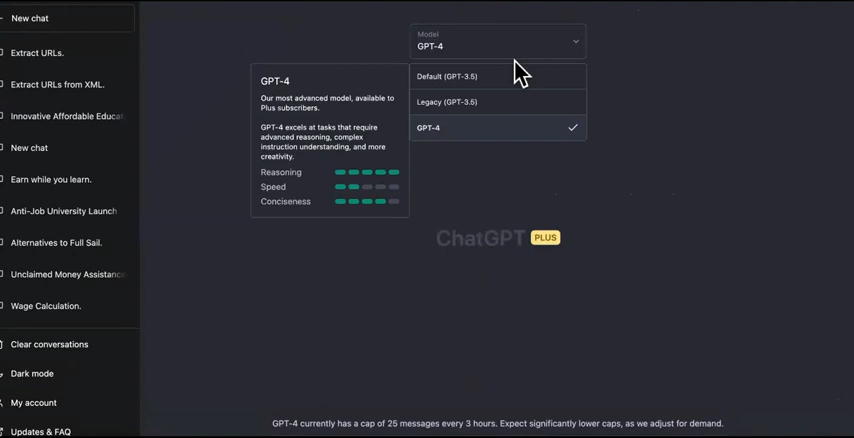 New chat
Extract URLs.
Extract URLs from XML.
Innovative Affordable Educat
New chat
Earn while you learn.
Anti-Job University Launch
Alternatives to Full Sail.
Unclaimed Money Assistance
Wage Calculation.
Clear conversations
Dark mode
My account
Updates & FAQ
Model
GPT-4
Default (GPT-3.5)
Legacy (GPT-3.5)
GPT-4
GPT-4
Our most advanced model, available to
Plus subscribers.
GPT-4 excels at tasks that require
advanced reasoning, complex
instruction understanding, and more
creativity.
Reasoning
Speed
Conciseness
ChatGPT PLUS
GPT-4 currently has a cap of 25 messages every 3 hours. Expect significantly lower caps, as we adjust for demand.